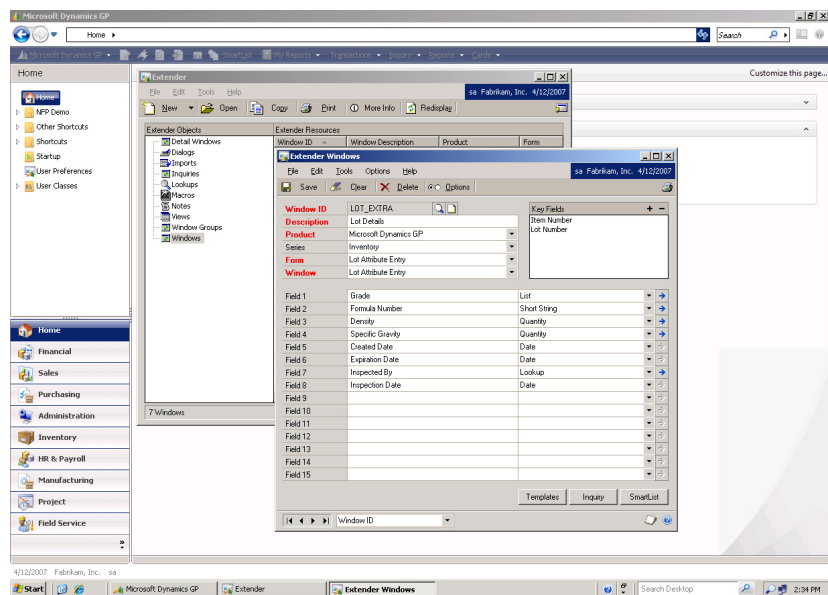 Microsoft Dynamics GP
Home
Search
Microsoft Dynamics GP
SmartList
My Reports
Transactions
Inquiry
Reports
Cards
Home
Customize this page...
Home
NFP Demo
Other Shortcuts
Shortcuts
Startup
User Preferences
User Classes
Extender
File Edit Tools Help
sa Fabrikam, Inc. 4/12/2007
New Open Copy Print More Info Redisplay
Extender Objects
Extender Resources
Detail Windows
Dialogs
Imports
Inquiries
Lookups
Macros
Notes
Views
Window Groups
Windows
Window ID Window Description Product Form
7 Windows
Extender Windows
File Edit Tools Options Help
sa Fabrikam, Inc. 4/12/2007
Save Clear Delete Options
Window ID LOT_EXTRA
Description Lot Details
Product Microsoft Dynamics GP
Series Inventory
Form Lot Attribute Entry
Window Lot Attribute Entry
Key Fields
Item Number
Lot Number
Field 1 Grade List
Field 2 Formula Number Short String
Field 3 Density Quantity
Field 4 Specific Gravity Quantity
Field 5 Created Date Date
Field 6 Expiration Date Date
Field 7 Inspected By Lookup
Field 8 Inspection Date Date
Field 9
Field 10
Field 11
Field 12
Field 13
Field 14
Field 15
Templates Inquiry SmartList
Window ID
Home
Financial
Sales
Purchasing
Administration
Inventory
HR & Payroll
Manufacturing
Project
Field Service
4/12/2007 Fabrikam, Inc. sa
Start Microsoft Dynamics GP Extender Extender Windows Search Desktop 2:34 PM